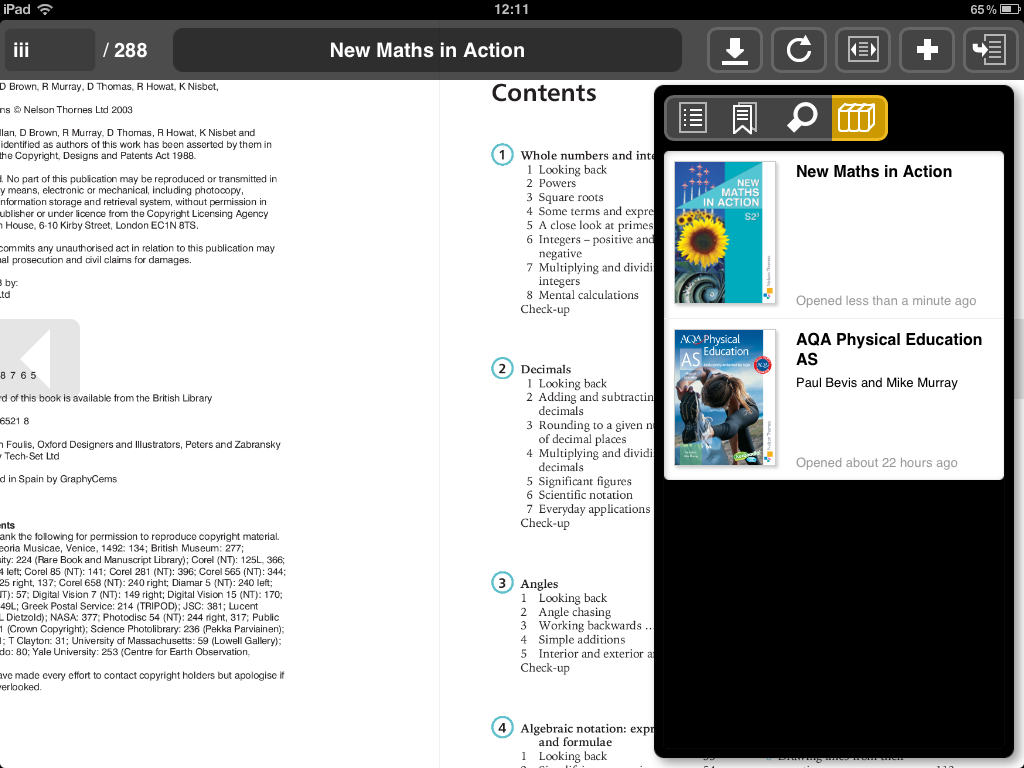 iPad
12:11
65%
iii
/ 288
New Maths in Action
D Brown, R Murray, D Thomas, R Howat, K Nisbet,
ns © Nelson Thornes Ltd 2003
llan, D Brown, R Murray, D Thomas, R Howat, K Nisbet and
identified as authors of this work has been asserted by them in
the Copyright, Designs and Patents Act 1988.
d. No part of this publication may be reproduced or transmitted in
y means, electronic or mechanical, including photocopy,
nformation storage and retrieval system, without permission in
ublisher or under licence from the Copyright Licensing Agency
n House, 6-10 Kirby Street, London EC1N 8TS.
commits any unauthorised act in relation to this publication may
al prosecution and civil claims for damages.
3 by:
td
8 7 6 5
rd of this book is available from the British Library
6521 8
n Foulis, Oxford Designers and Illustrators, Peters and Zabransky
y Tech-Set Ltd
d in Spain by GraphyCems
ents
ank the following for permission to reproduce copyright material.
eoria Musicae, Venice, 1492: 134; British Museum: 277;
sity: 224 (Rare Book and Manuscript Library); Corel (NT): 125L, 366;
4 left; Corel 85 (NT): 141; Corel 281 (NT): 396; Corel 565 (NT): 344;
25 right, 137; Corel 658 (NT): 240 right; Diamar 5 (NT): 240 left;
NT): 57; Digital Vision 7 (NT): 149 right; Digital Vision 15 (NT): 170;
49L; Greek Postal Service: 214 (TRIPOD); JSC: 381; Lucent
L Dietzold); NASA: 377; Photodisc 54 (NT): 244 right, 317; Public
1 (Crown Copyright); Science Photolibrary: 236 (Pekka Parviainen);
1; T Clayton: 31; University of Massachusetts: 59 (Lowell Gallery);
do: 80; Yale University: 253 (Centre for Earth Observation,
ave made every effort to contact copyright holders but apologise if
verlooked.
Contents
1 Whole numbers and inte
1 Looking back
2 Powers
3 Square roots
4 Some terms and expre
5 A close look at primes
6 Integers – positive and
negative
7 Multiplying and dividi
integers
8 Mental calculations
Check-up
2 Decimals
1 Looking back
2 Adding and subtractin
decimals
3 Rounding to a given nu
of decimal places
4 Multiplying and dividi
decimals
5 Significant figures
6 Scientific notation
7 Everyday applications
Check-up
3 Angles
1 Looking back
2 Angle chasing
3 Working backwards ...
4 Simple additions
5 Interior and exterior a
Check-up
4 Algebraic notation: expr
and formulae
1 Looking back
NEW
MATHS
IN ACTION
S2³
Nelson Thornes
New Maths in Action
Opened less than a minute ago
AQA Physical
AS Education
AQA Physical Education
AS
Paul Bevis and Mike Murray
Opened about 22 hours ago